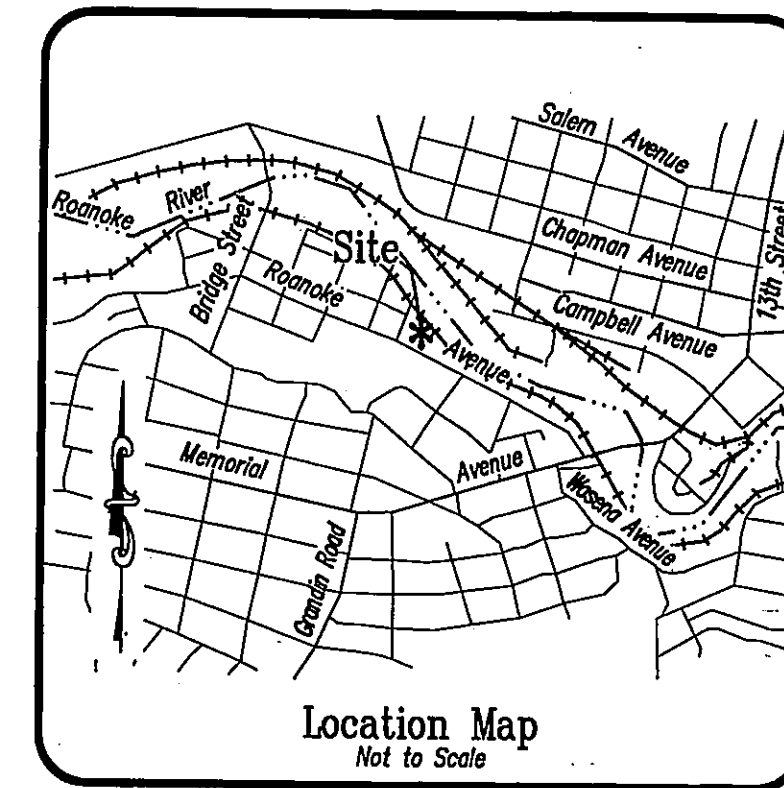 Salem Avenue
Roanoke River
Bridge Street
Site
Chapman Avenue
13th Street
Roanoke Avenue
Campbell Avenue
Memorial Avenue
Wasena Avenue
Grandin Road
Location Map
Not to Scale